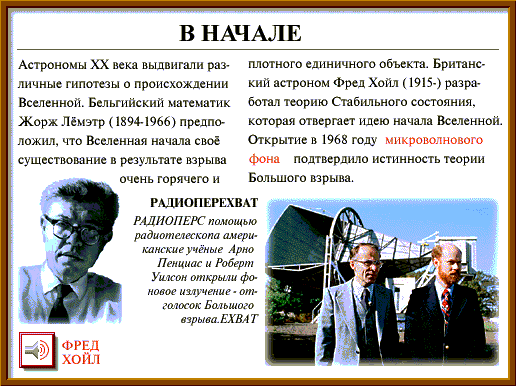 В НАЧАЛЕ
Астрономы XX века выдвигали раз-
личные гипотезы о происхождении
Вселенной. Бельгийский математик
Жорж Лёмэтр (1894-1966) предпо-
ложил, что Вселенная начала своё
существование в результате взрыва
очень горячего и
плотного единичного объекта. Британс-
кий астроном Фред Хойл (1915-) разра-
ботал теорию Стабильного состояния,
которая отвергает идею начала Вселенной.
Открытие в 1968 году микроволнового
фона подтвердило истинность теории
Большого взрыва.
РАДИОПЕРЕХВАТ
РАДИОПЕРС помощью
радиотелескопа амери-
канские учёные Арно
Пенциас и Роберт
Уилсон открыли фо-
новое излучение - от-
голосок Большого
взрыва.ЕХВАТ
ФРЕД
ХОЙЛ